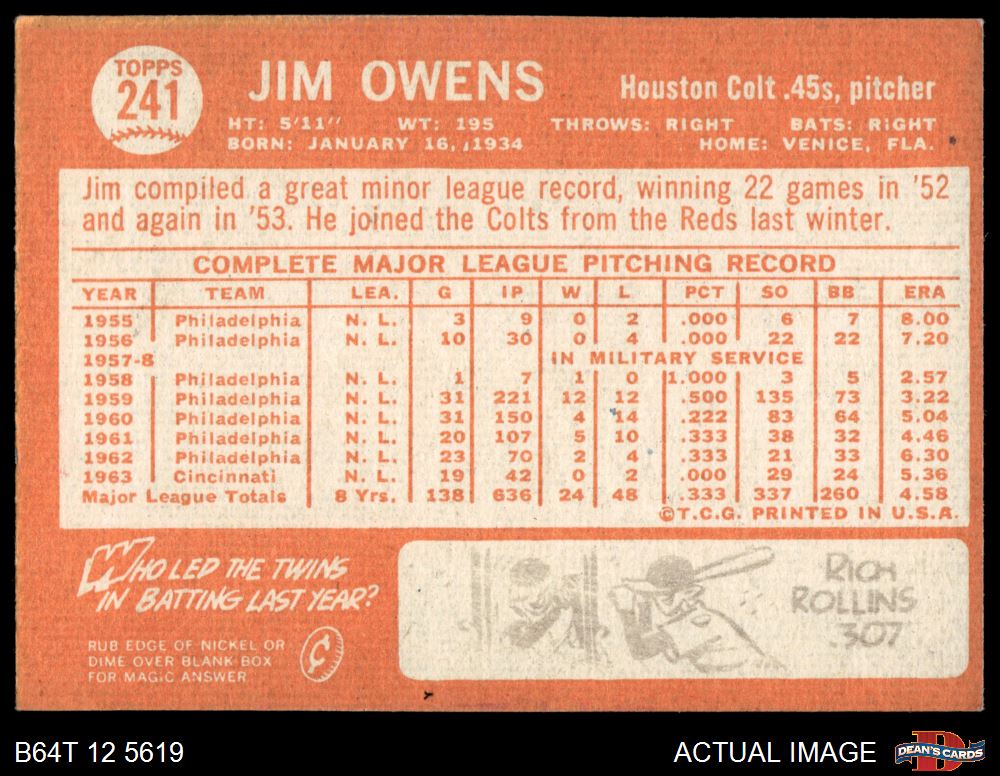 TOPPS
241
JIM OWENS
Houston Colt .45s, pitcher
HT: 5'11" WT: 195 THROWS: RIGHT BATS: RIGHT
BORN: JANUARY 16, 1934 HOME: VENICE, FLA.
Jim compiled a great minor league record, winning 22 games in '52
and again in '53. He joined the Colts from the Reds last winter.
COMPLETE MAJOR LEAGUE PITCHING RECORD
YEAR TEAM LEA. G IP W L PCT SO BB ERA
1955 Philadelphia N. L. 3 9 0 2 .000 6 7 8.00
1956 Philadelphia N. L. 10 30 0 4 .000 22 22 7.20
1957-8 IN MILITARY SERVICE
1958 Philadelphia N. L. 1 7 1 0 1.000 3 5 2.57
1959 Philadelphia N. L. 31 221 12 12 .500 135 73 3.22
1960 Philadelphia N. L. 31 150 4 14 .222 83 64 5.04
1961 Philadelphia N. L. 20 107 5 10 .333 38 32 4.46
1962 Philadelphia N. L. 23 70 2 4 .333 21 33 6.30
1963 Cincinnati N. L. 19 42 0 2 .000 29 24 5.36
Major League Totals 8 Yrs. 138 636 24 48 .333 337 260 4.58
©T.C.G. PRINTED IN U.S.A.
WHO LED THE TWINS
IN BATTING LAST YEAR?
RUB EDGE OF NICKEL OR
DIME OVER BLANK BOX
FOR MAGIC ANSWER
RICH
ROLLINS
.307
B64T 12 5619
ACTUAL IMAGE
DEAN'S CARDS